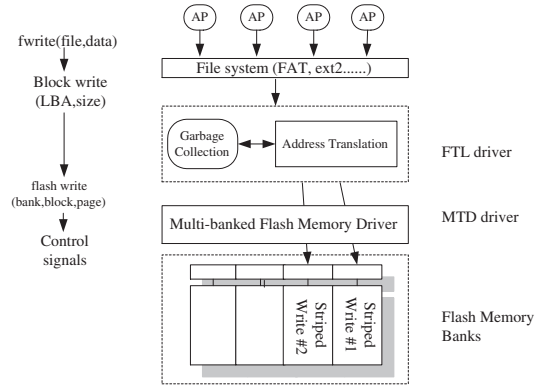 AP AP AP AP
fwrite(file,data)
File system (FAT, ext2......)
Block write
(LBA,size)
Garbage
Collection
Address Translation
FTL driver
flash write
(bank,block,page)
Multi-banked Flash Memory Driver
MTD driver
Control
signals
Striped
Write #2
Striped
Write #1
Flash Memory
Banks